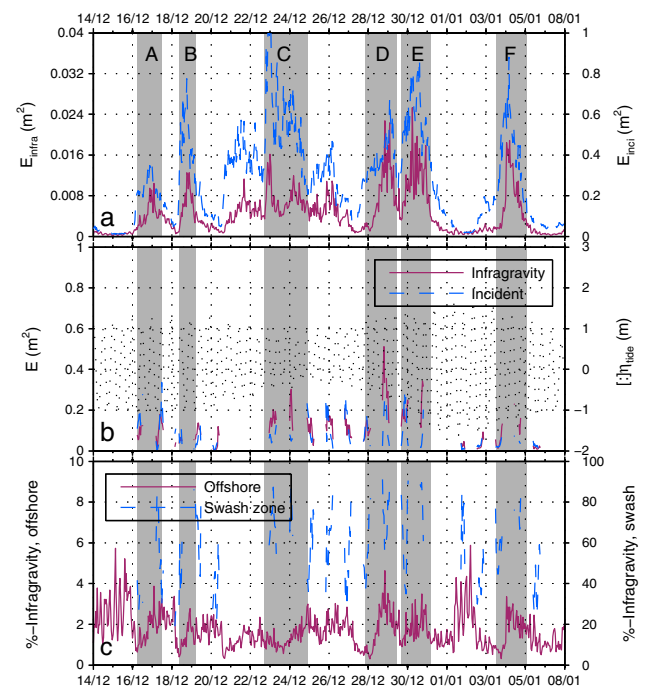 14/12 16/12 18/12 20/12 22/12 24/12 26/12 28/12 30/12 01/01 03/01 05/01 08/01
0.04 0.032 0.024 0.016 0.008 0
E_infra (m²)
A B C D E F
a
1 0.8 0.6 0.4 0.2 0
E_inci (m²)
1 0.8 0.6 0.4 0.2 0
E (m²)
Infragravity
Incident
b
3 2 1 0 −1 −2
[:]η_tide (m)
10 8 6 4 2 0
%−Infragravity, offshore
Offshore
Swash zone
c
100 80 60 40 20 0
%−Infragravity, swash
14/12 16/12 18/12 20/12 22/12 24/12 26/12 28/12 30/12 01/01 03/01 05/01 08/01